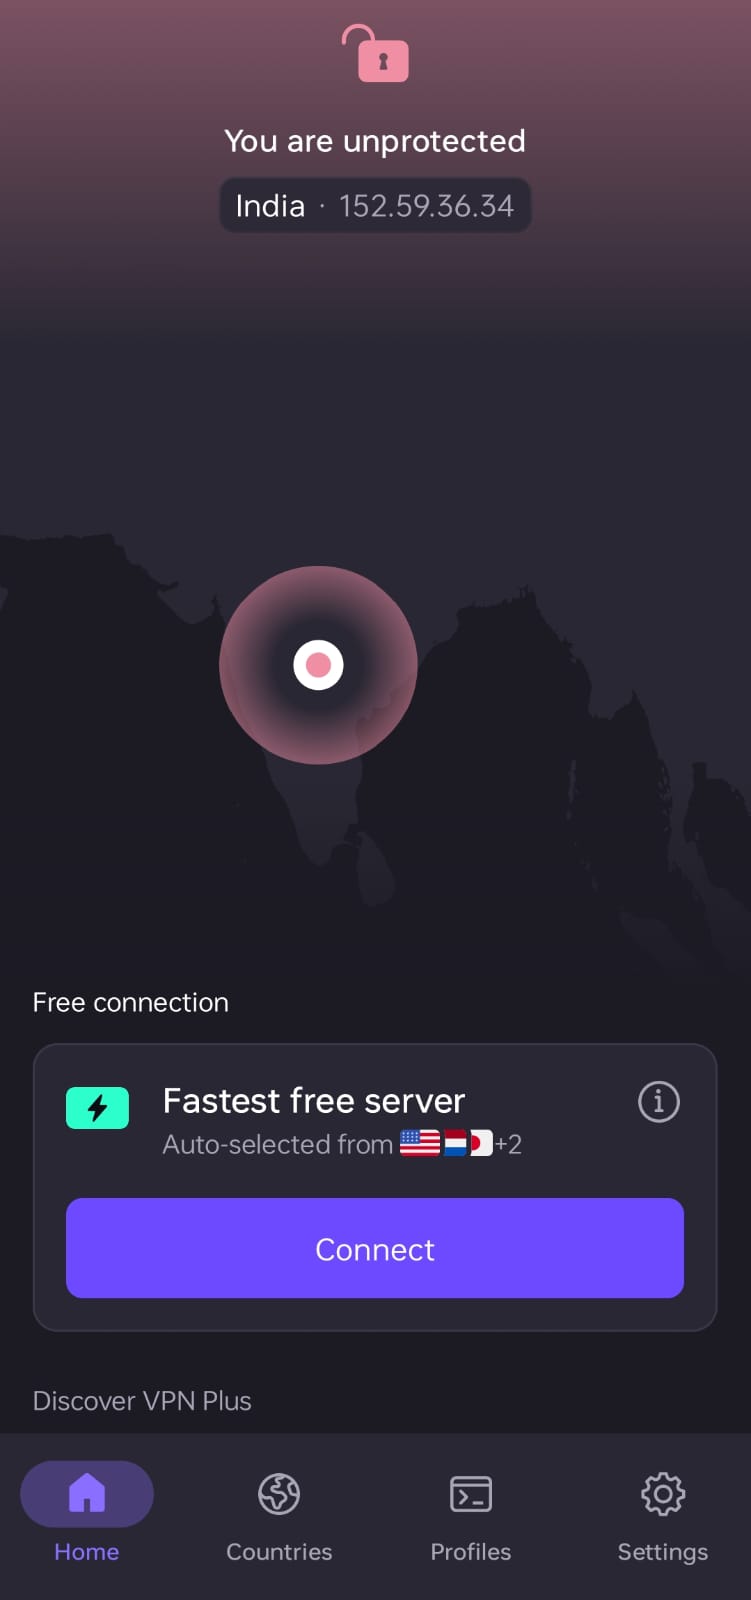 You are unprotected
India · 152.59.36.34
Free connection
Fastest free server
Auto-selected from +2
Connect
Discover VPN Plus
Home Countries Profiles Settings